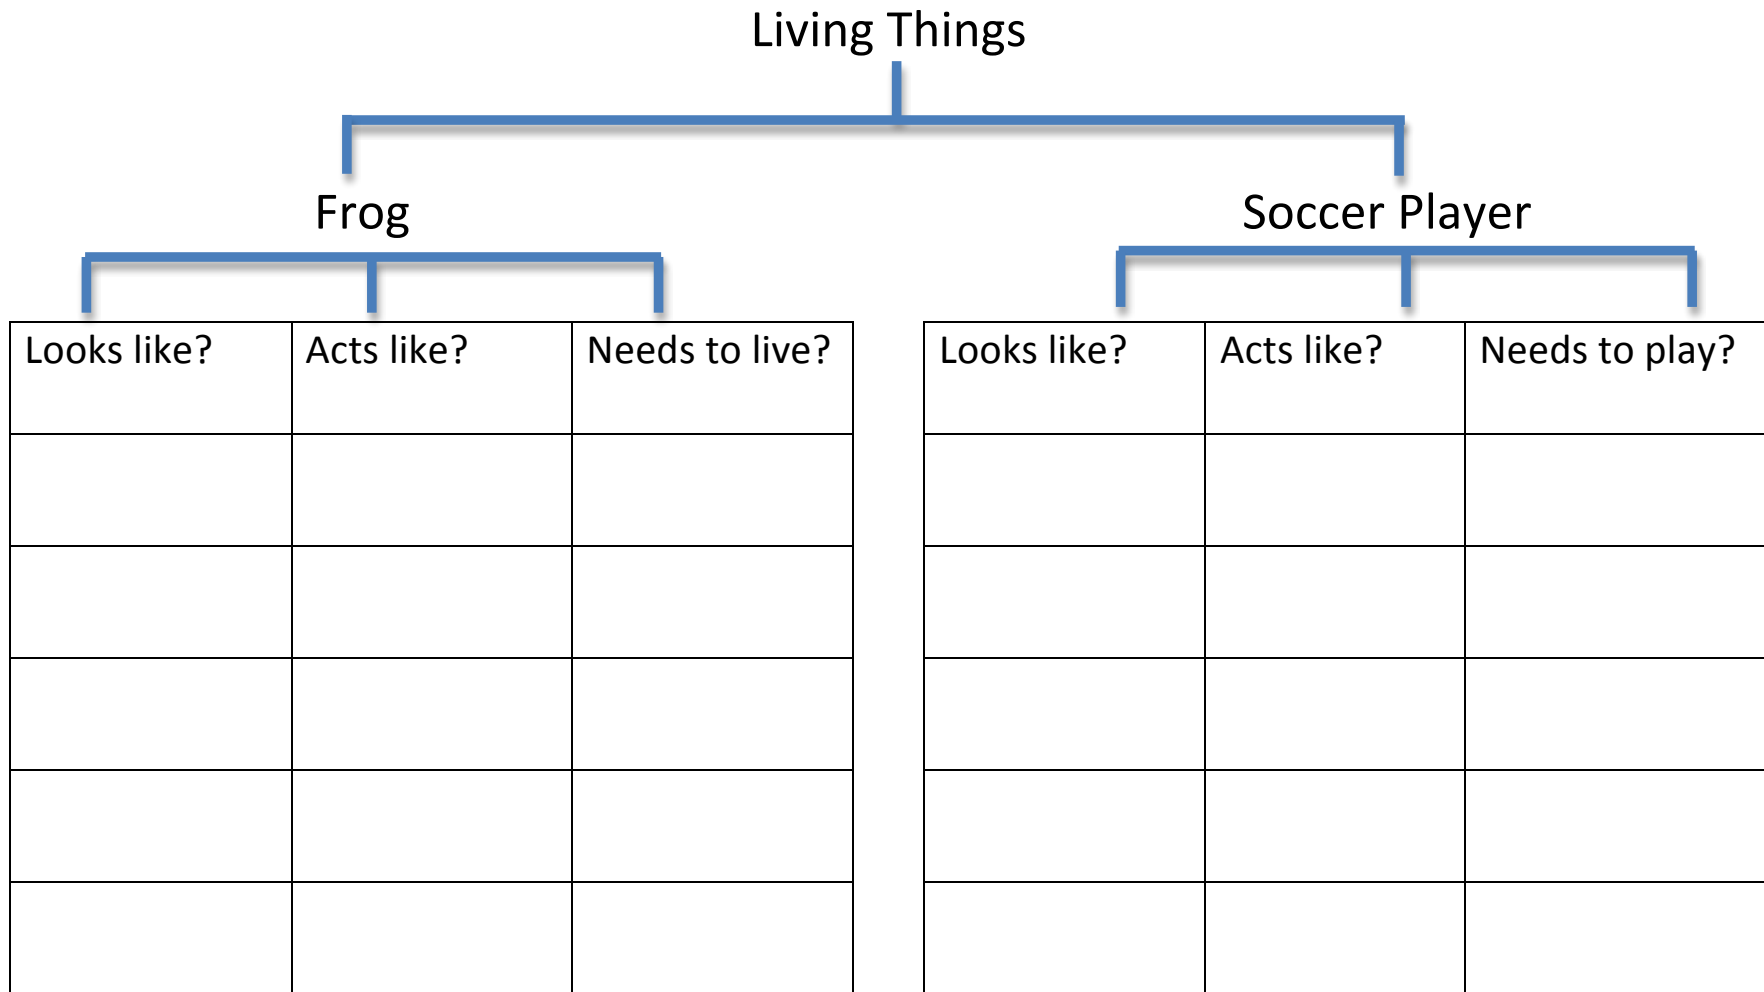 Living Things
Frog
Soccer Player
Looks like?
Acts like?
Needs to live?
Looks like?
Acts like?
Needs to play?